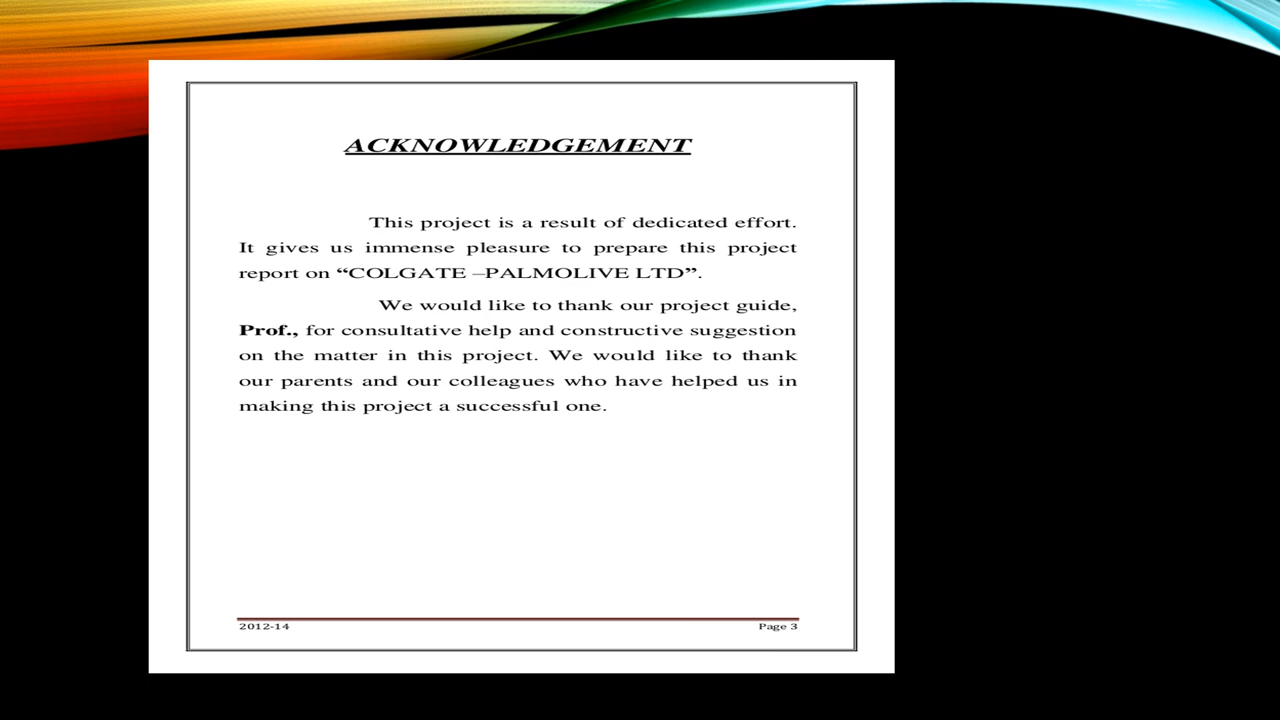 ACKNOWLEDGEMENT
This project is a result of dedicated effort.
It gives us immense pleasure to prepare this project
report on “COLGATE –PALMOLIVE LTD”.
We would like to thank our project guide,
Prof., for consultative help and constructive suggestion
on the matter in this project. We would like to thank
our parents and our colleagues who have helped us in
making this project a successful one.
2012-14 Page 3